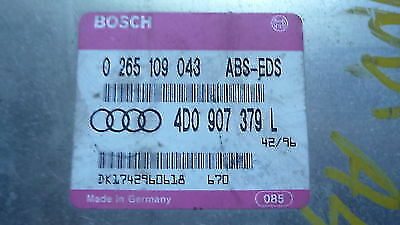 BOSCH
0 265 109 043 ABS-EDS
4D0 907 379 L
42/96
DK1742960618 670
Made in Germany 085